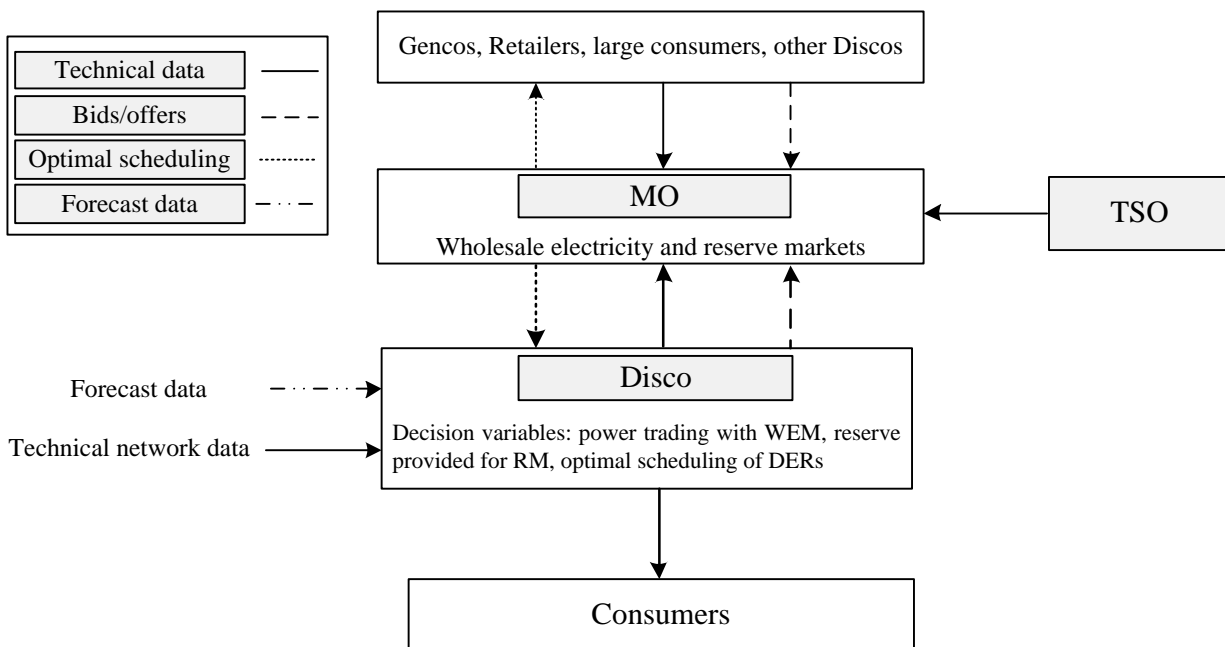 Gencos, Retailers, large consumers, other Discos
Technical data
Bids/offers
Optimal scheduling
Forecast data
MO
Wholesale electricity and reserve markets
TSO
Disco
Decision variables: power trading with WEM, reserve
provided for RM, optimal scheduling of DERs
Forecast data
Technical network data
Consumers